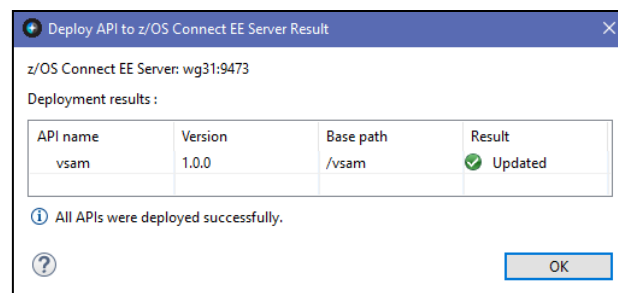 Deploy API to z/OS Connect EE Server Result
z/OS Connect EE Server: wg31:9473
Deployment results :
API name Version Base path Result
vsam 1.0.0 /vsam Updated
All APIs were deployed successfully.
OK